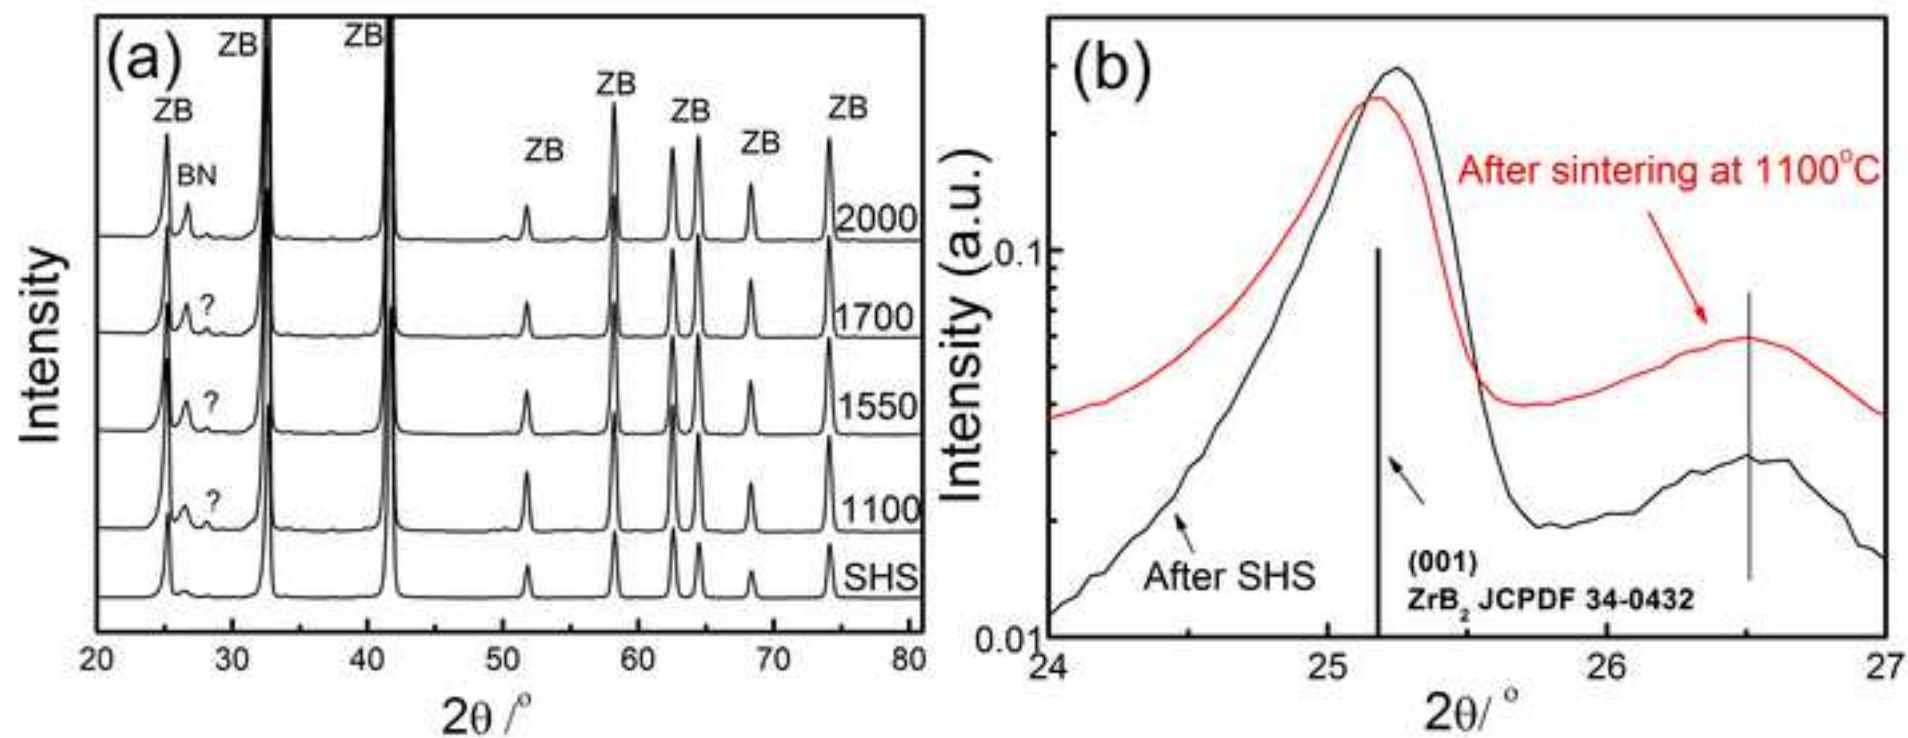 (a)
ZB
ZB
ZB
BN
ZB
ZB
ZB
ZB
ZB
2000
? 1700
? 1550
? 1100
SHS
Intensity
20 30 40 50 60 70 80
2θ /°
(b)
Intensity (a.u.)
0.1
0.01
After sintering at 1100°C
After SHS
(001)
ZrB₂ JCPDF 34-0432
24 25 26 27
2θ/ °